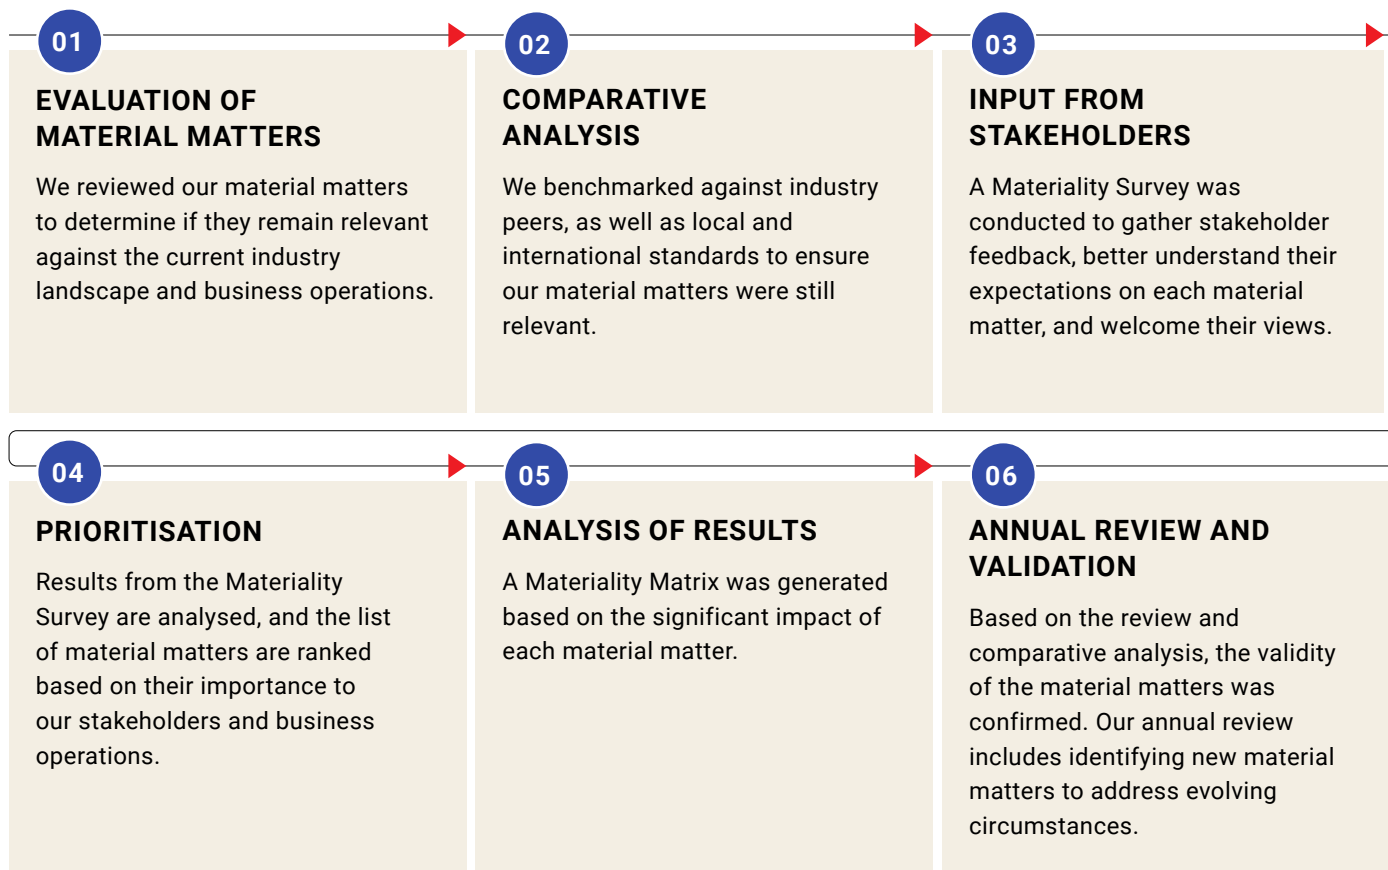 01
EVALUATION OF
MATERIAL MATTERS
We reviewed our material matters
to determine if they remain relevant
against the current industry
landscape and business operations.
02
COMPARATIVE
ANALYSIS
We benchmarked against industry
peers, as well as local and
international standards to ensure
our material matters were still
relevant.
03
INPUT FROM
STAKEHOLDERS
A Materiality Survey was
conducted to gather stakeholder
feedback, better understand their
expectations on each material
matter, and welcome their views.
04
PRIORITISATION
Results from the Materiality
Survey are analysed, and the list
of material matters are ranked
based on their importance to
our stakeholders and business
operations.
05
ANALYSIS OF RESULTS
A Materiality Matrix was generated
based on the significant impact of
each material matter.
06
ANNUAL REVIEW AND
VALIDATION
Based on the review and
comparative analysis, the validity
of the material matters was
confirmed. Our annual review
includes identifying new material
matters to address evolving
circumstances.